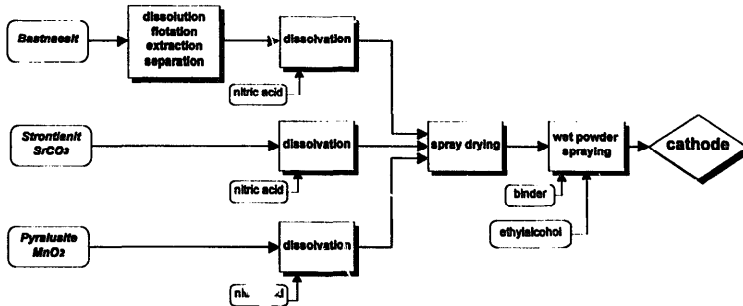 Bastnaesit
dissolution
flotation
extraction
separation
dissolvation
nitric acid
Strontianit
SrCO3
dissolvation
nitric acid
spray drying
wet powder
spraying
cathode
binder
ethylalcohol
Pyralusite
MnO2
dissolvation